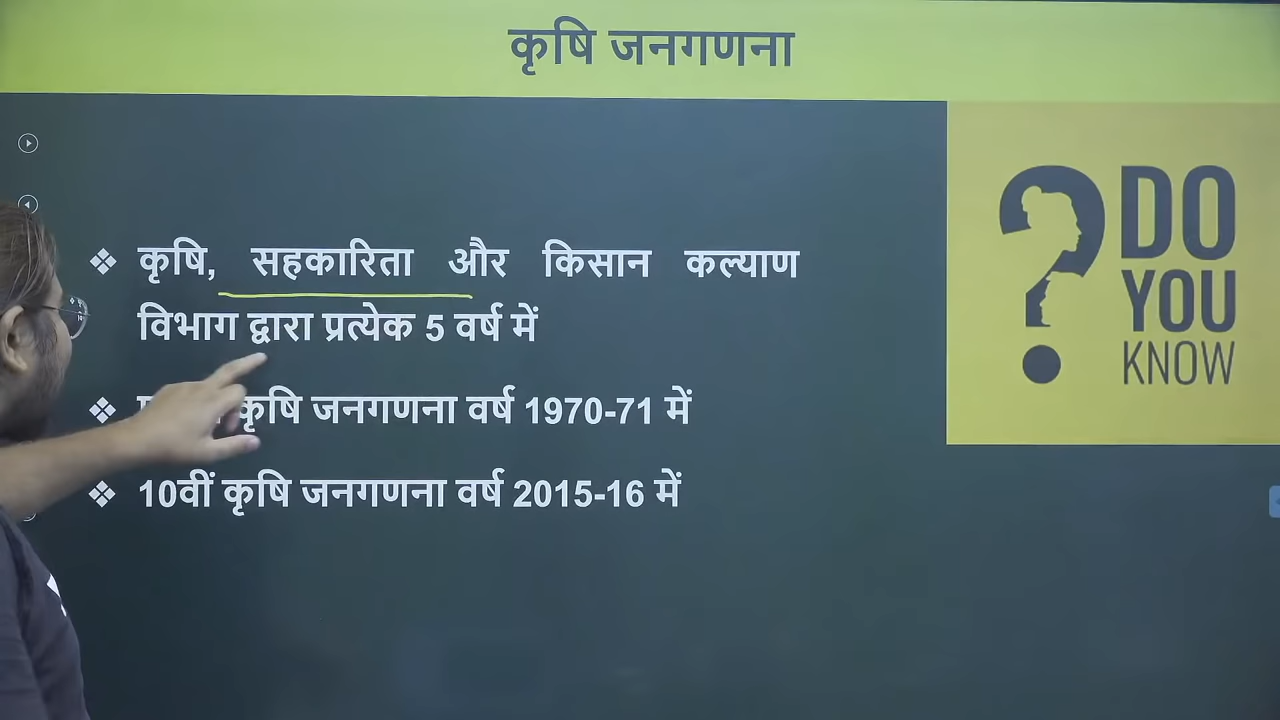 कृषि जनगणना
❖ कृषि, सहकारिता और किसान कल्याण
विभाग द्वारा प्रत्येक 5 वर्ष में
❖ कृषि जनगणना वर्ष 1970-71 में
❖ 10वीं कृषि जनगणना वर्ष 2015-16 में
DO
YOU
KNOW